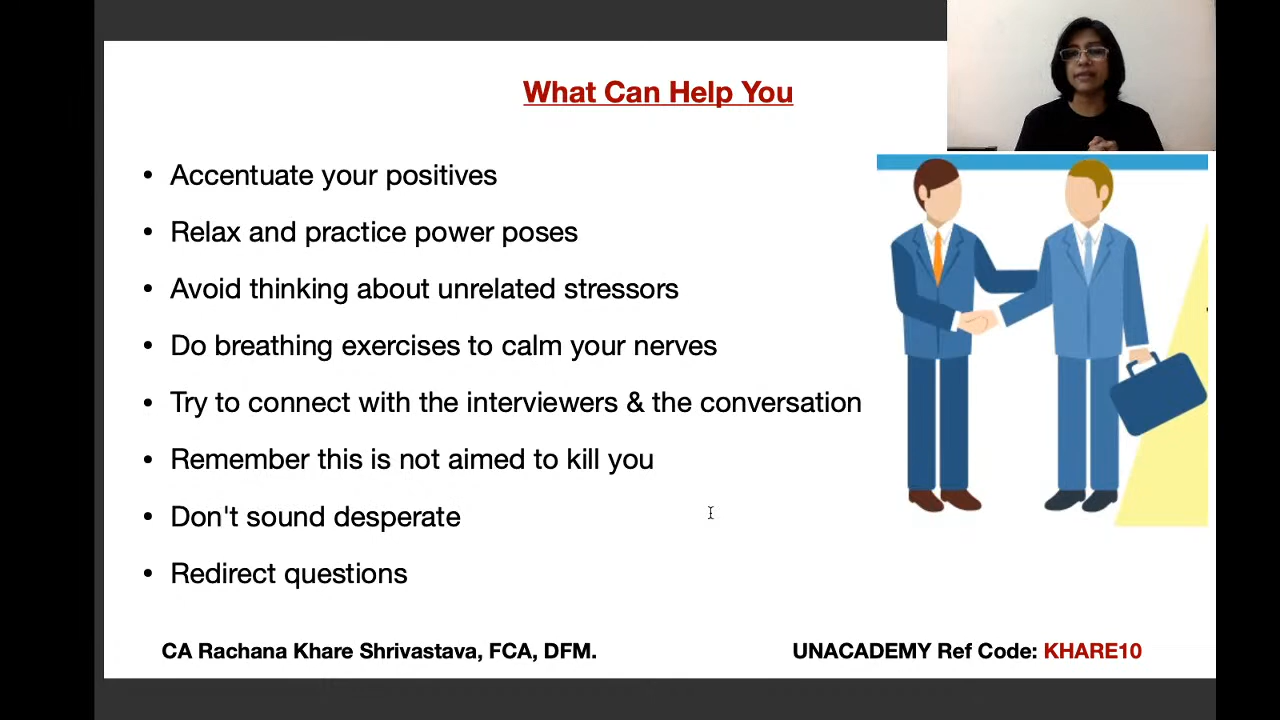 What Can Help You
• Accentuate your positives
• Relax and practice power poses
• Avoid thinking about unrelated stressors
• Do breathing exercises to calm your nerves
• Try to connect with the interviewers & the conversation
• Remember this is not aimed to kill you
• Don't sound desperate
• Redirect questions
CA Rachana Khare Shrivastava, FCA, DFM.
UNACADEMY Ref Code: KHARE10